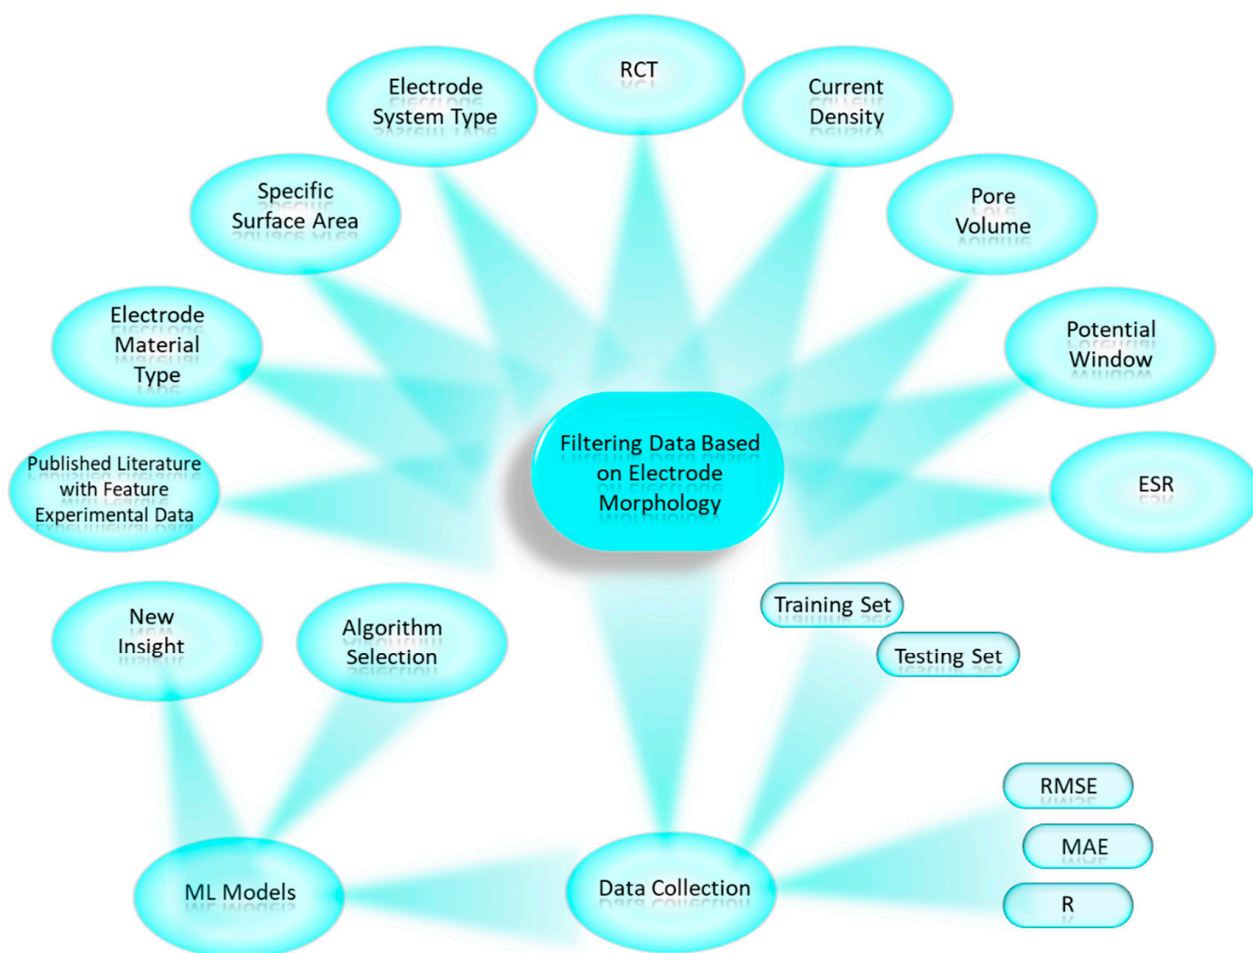 RCT
Electrode
System Type
Current
Density
Specific
Surface Area
Pore
Volume
Electrode
Material
Type
Potential
Window
Filtering Data Based
on Electrode
Morphology
Published Literature
with Feature
Experimental Data
ESR
New
Insight
Algorithm
Selection
Training Set
Testing Set
RMSE
MAE
R
ML Models
Data Collection